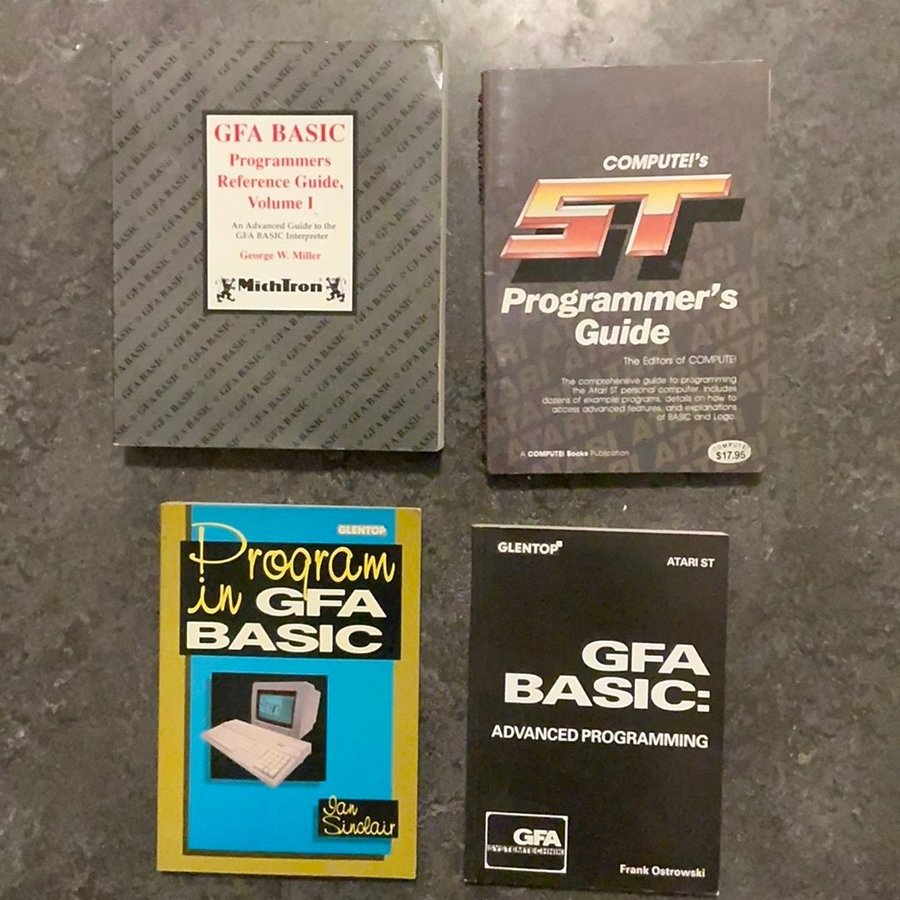 GFA BASIC
Programmers
Reference Guide,
Volume I
An Advanced Guide to the
GFA BASIC Interpreter
George W. Miller
MichTron
COMPUTE!'s
ST
Programmer's
Guide
The Editors of COMPUTE!
The comprehensive guide to programming
the Atari ST personal computer. Includes
dozens of example programs, details on how to
access advanced features, and explanations
of BASIC and Logo.
A COMPUTE! Books Publication
COMPUTE!
$17.95
GLENTOP
Program
in GFA
BASIC
Ian
Sinclair
GLENTOP
ATARI ST
GFA
BASIC:
ADVANCED PROGRAMMING
GFA
SYSTEMTECHNIK
Frank Ostrowski